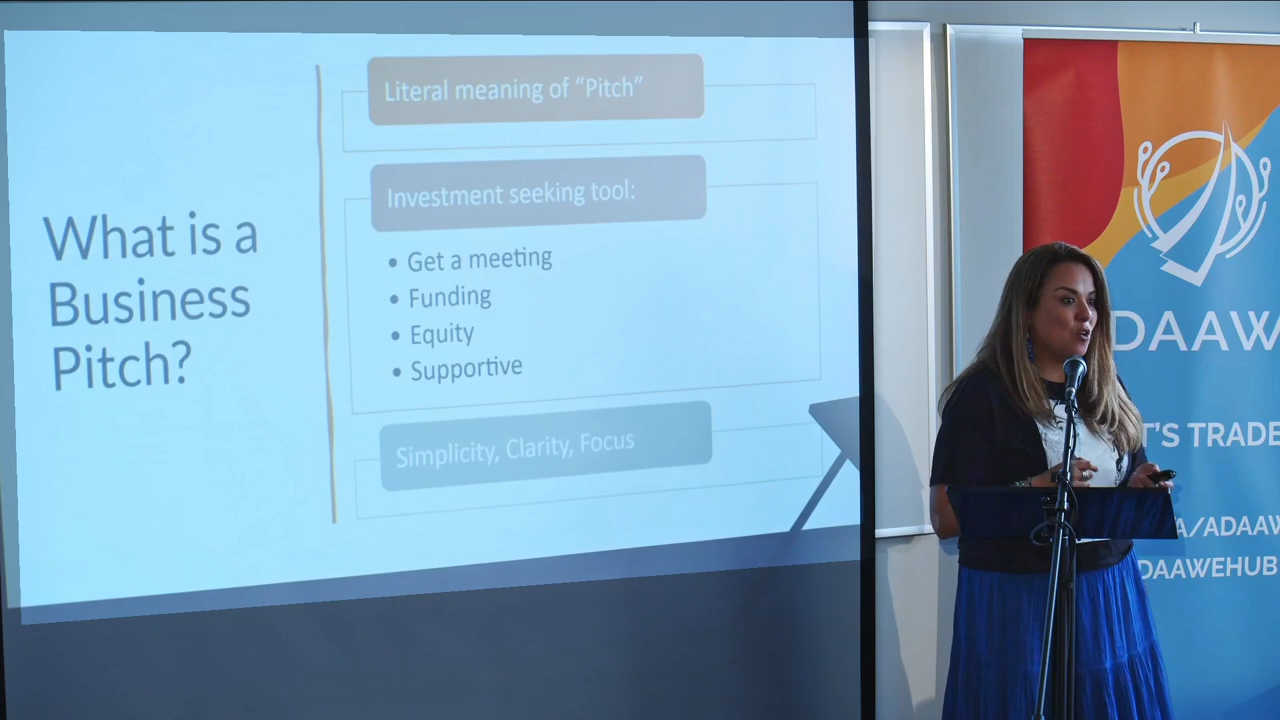 What is a
Business
Pitch?
Literal meaning of “Pitch”
Investment seeking tool:
• Get a meeting
• Funding
• Equity
• Supportive
Simplicity, Clarity, Focus
DAAW
T'S TRADE
A/ADAAW
DAAWEHUB